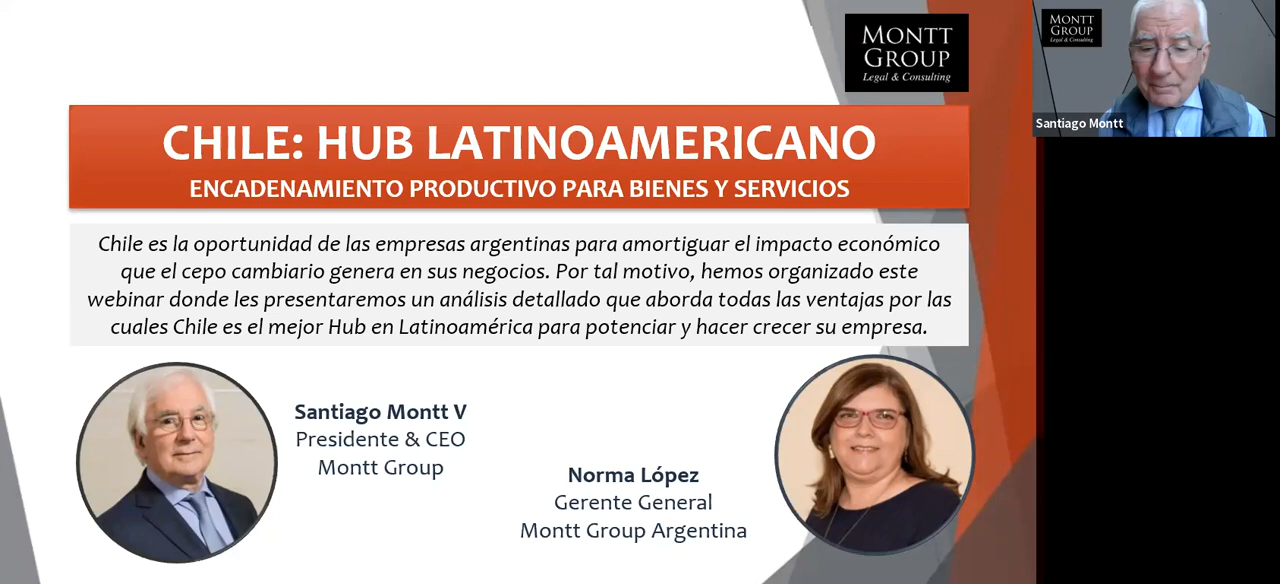 MONTT
GROUP
Legal & Consulting
MONTT
GROUP
Legal & Consulting
Santiago Montt
CHILE: HUB LATINOAMERICANO
ENCADENAMIENTO PRODUCTIVO PARA BIENES Y SERVICIOS
Chile es la oportunidad de las empresas argentinas para amortiguar el impacto económico
que el cepo cambiario genera en sus negocios. Por tal motivo, hemos organizado este
webinar donde les presentaremos un análisis detallado que aborda todas las ventajas por las
cuales Chile es el mejor Hub en Latinoamérica para potenciar y hacer crecer su empresa.
Santiago Montt V
Presidente & CEO
Montt Group
Norma López
Gerente General
Montt Group Argentina